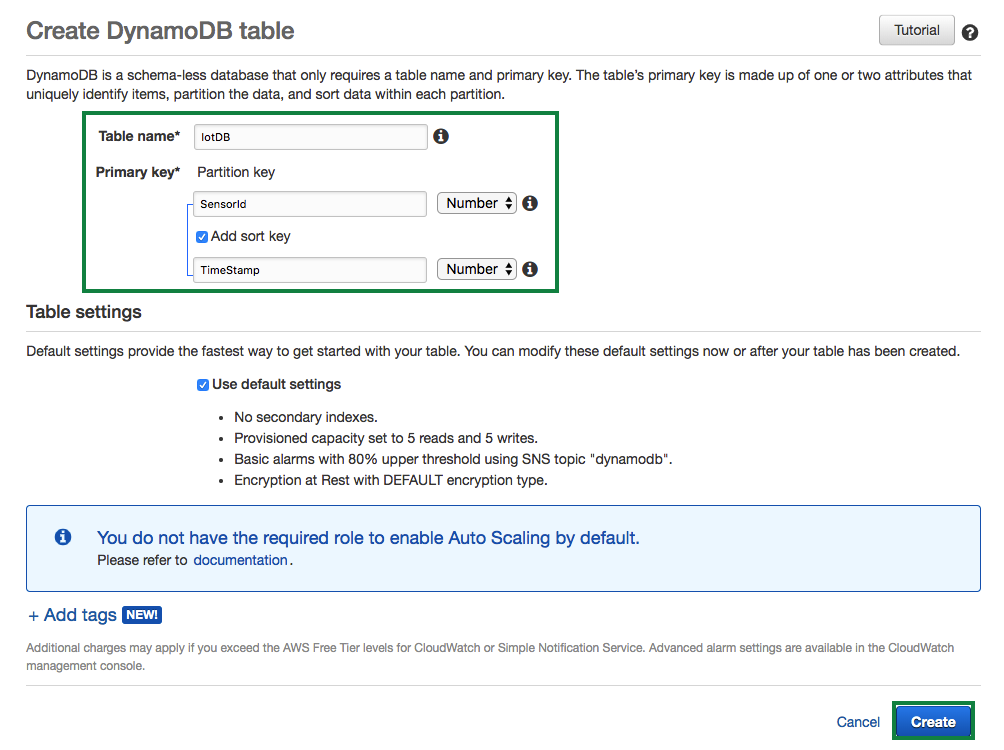 Create DynamoDB table
Tutorial
?
DynamoDB is a schema-less database that only requires a table name and primary key. The table's primary key is made up of one or two attributes that
uniquely identify items, partition the data, and sort data within each partition.
Table name* IotDB
Primary key* Partition key
SensorId Number
Add sort key
TimeStamp Number
Table settings
Default settings provide the fastest way to get started with your table. You can modify these default settings now or after your table has been created.
Use default settings
• No secondary indexes.
• Provisioned capacity set to 5 reads and 5 writes.
• Basic alarms with 80% upper threshold using SNS topic "dynamodb".
• Encryption at Rest with DEFAULT encryption type.
You do not have the required role to enable Auto Scaling by default.
Please refer to documentation.
+ Add tags NEW!
Additional charges may apply if you exceed the AWS Free Tier levels for CloudWatch or Simple Notification Service. Advanced alarm settings are available in the CloudWatch
management console.
Cancel Create